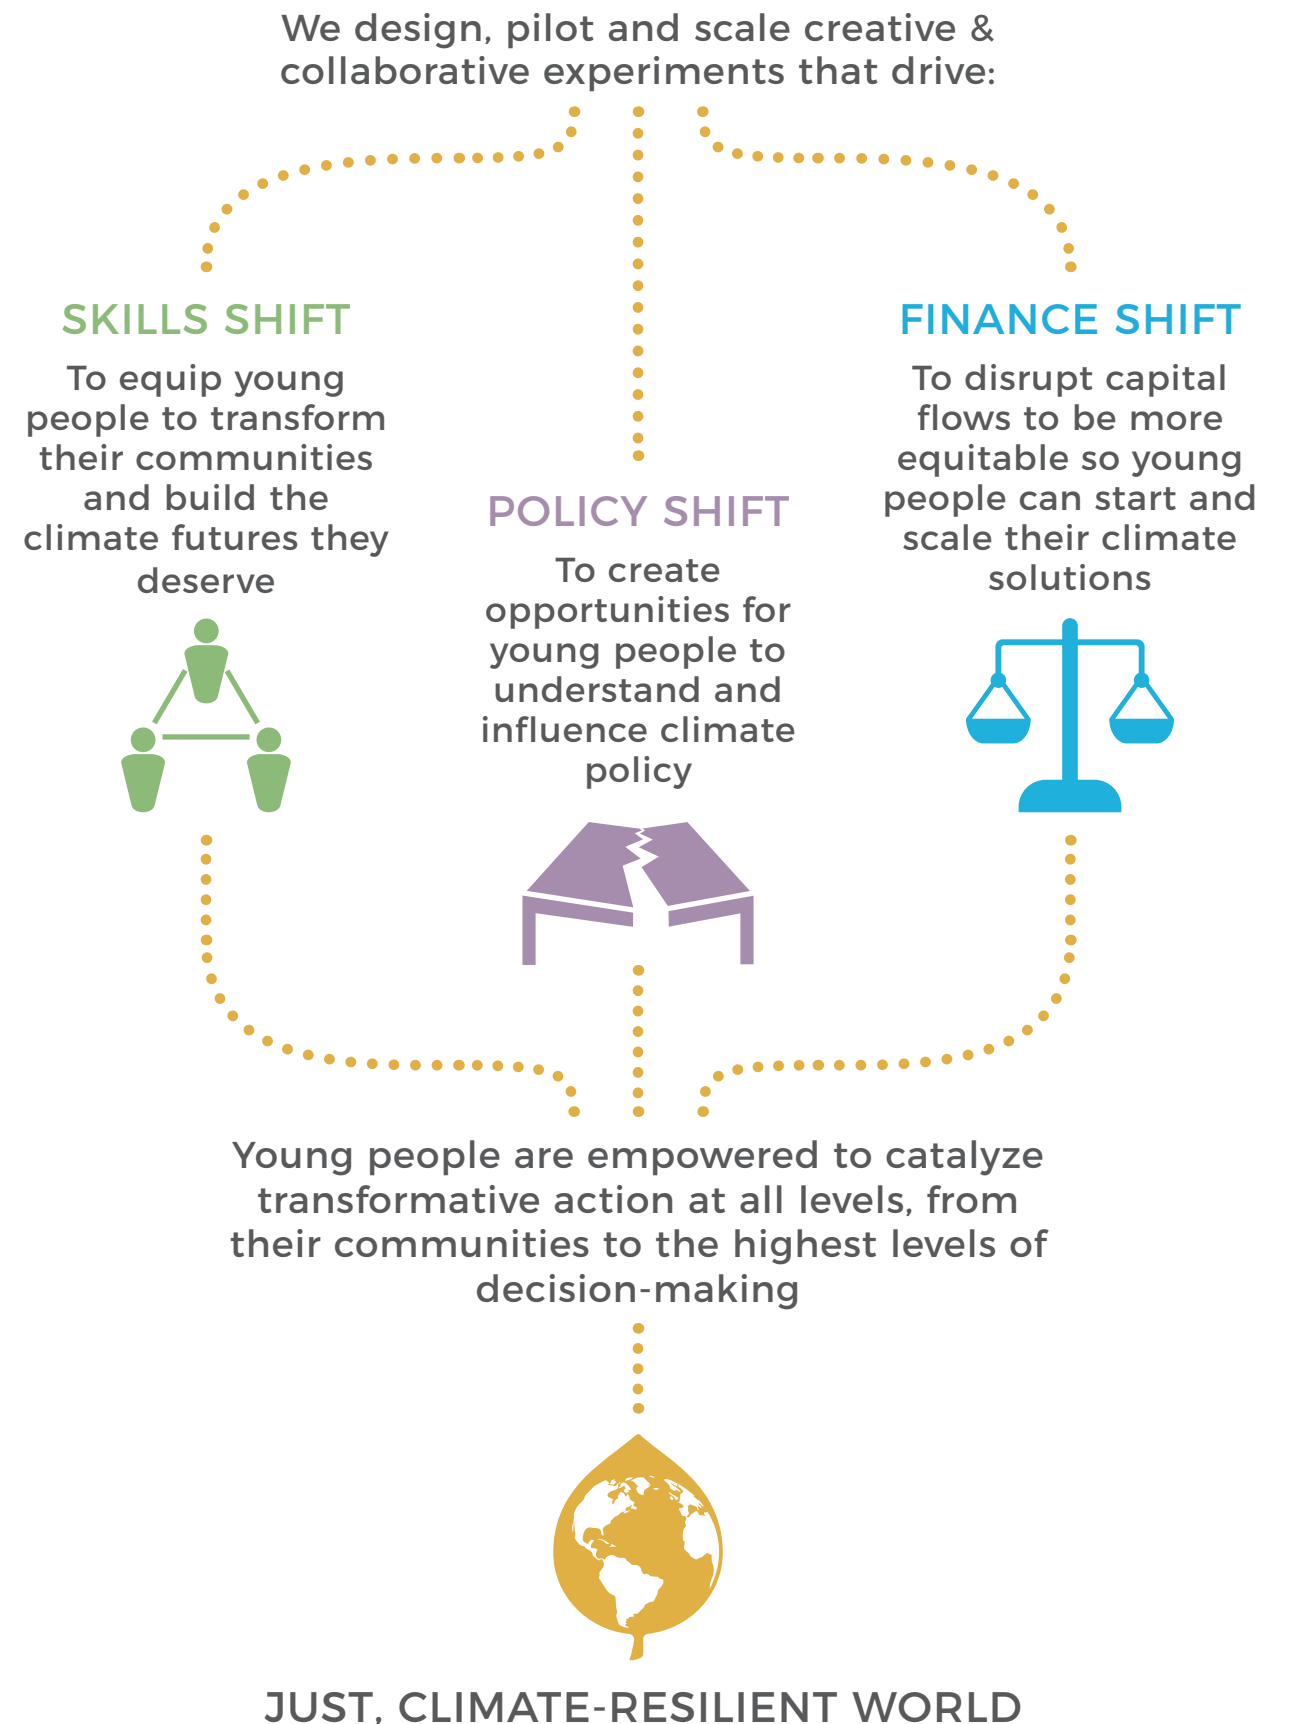 We design, pilot and scale creative &
collaborative experiments that drive:
SKILLS SHIFT
To equip young
people to transform
their communities
and build the
climate futures they
deserve
POLICY SHIFT
To create
opportunities for
young people to
understand and
influence climate
policy
FINANCE SHIFT
To disrupt capital
flows to be more
equitable so young
people can start and
scale their climate
solutions
Young people are empowered to catalyze
transformative action at all levels, from
their communities to the highest levels of
decision-making
JUST, CLIMATE-RESILIENT WORLD